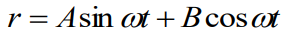 r = A sin ωt + B cos ωt